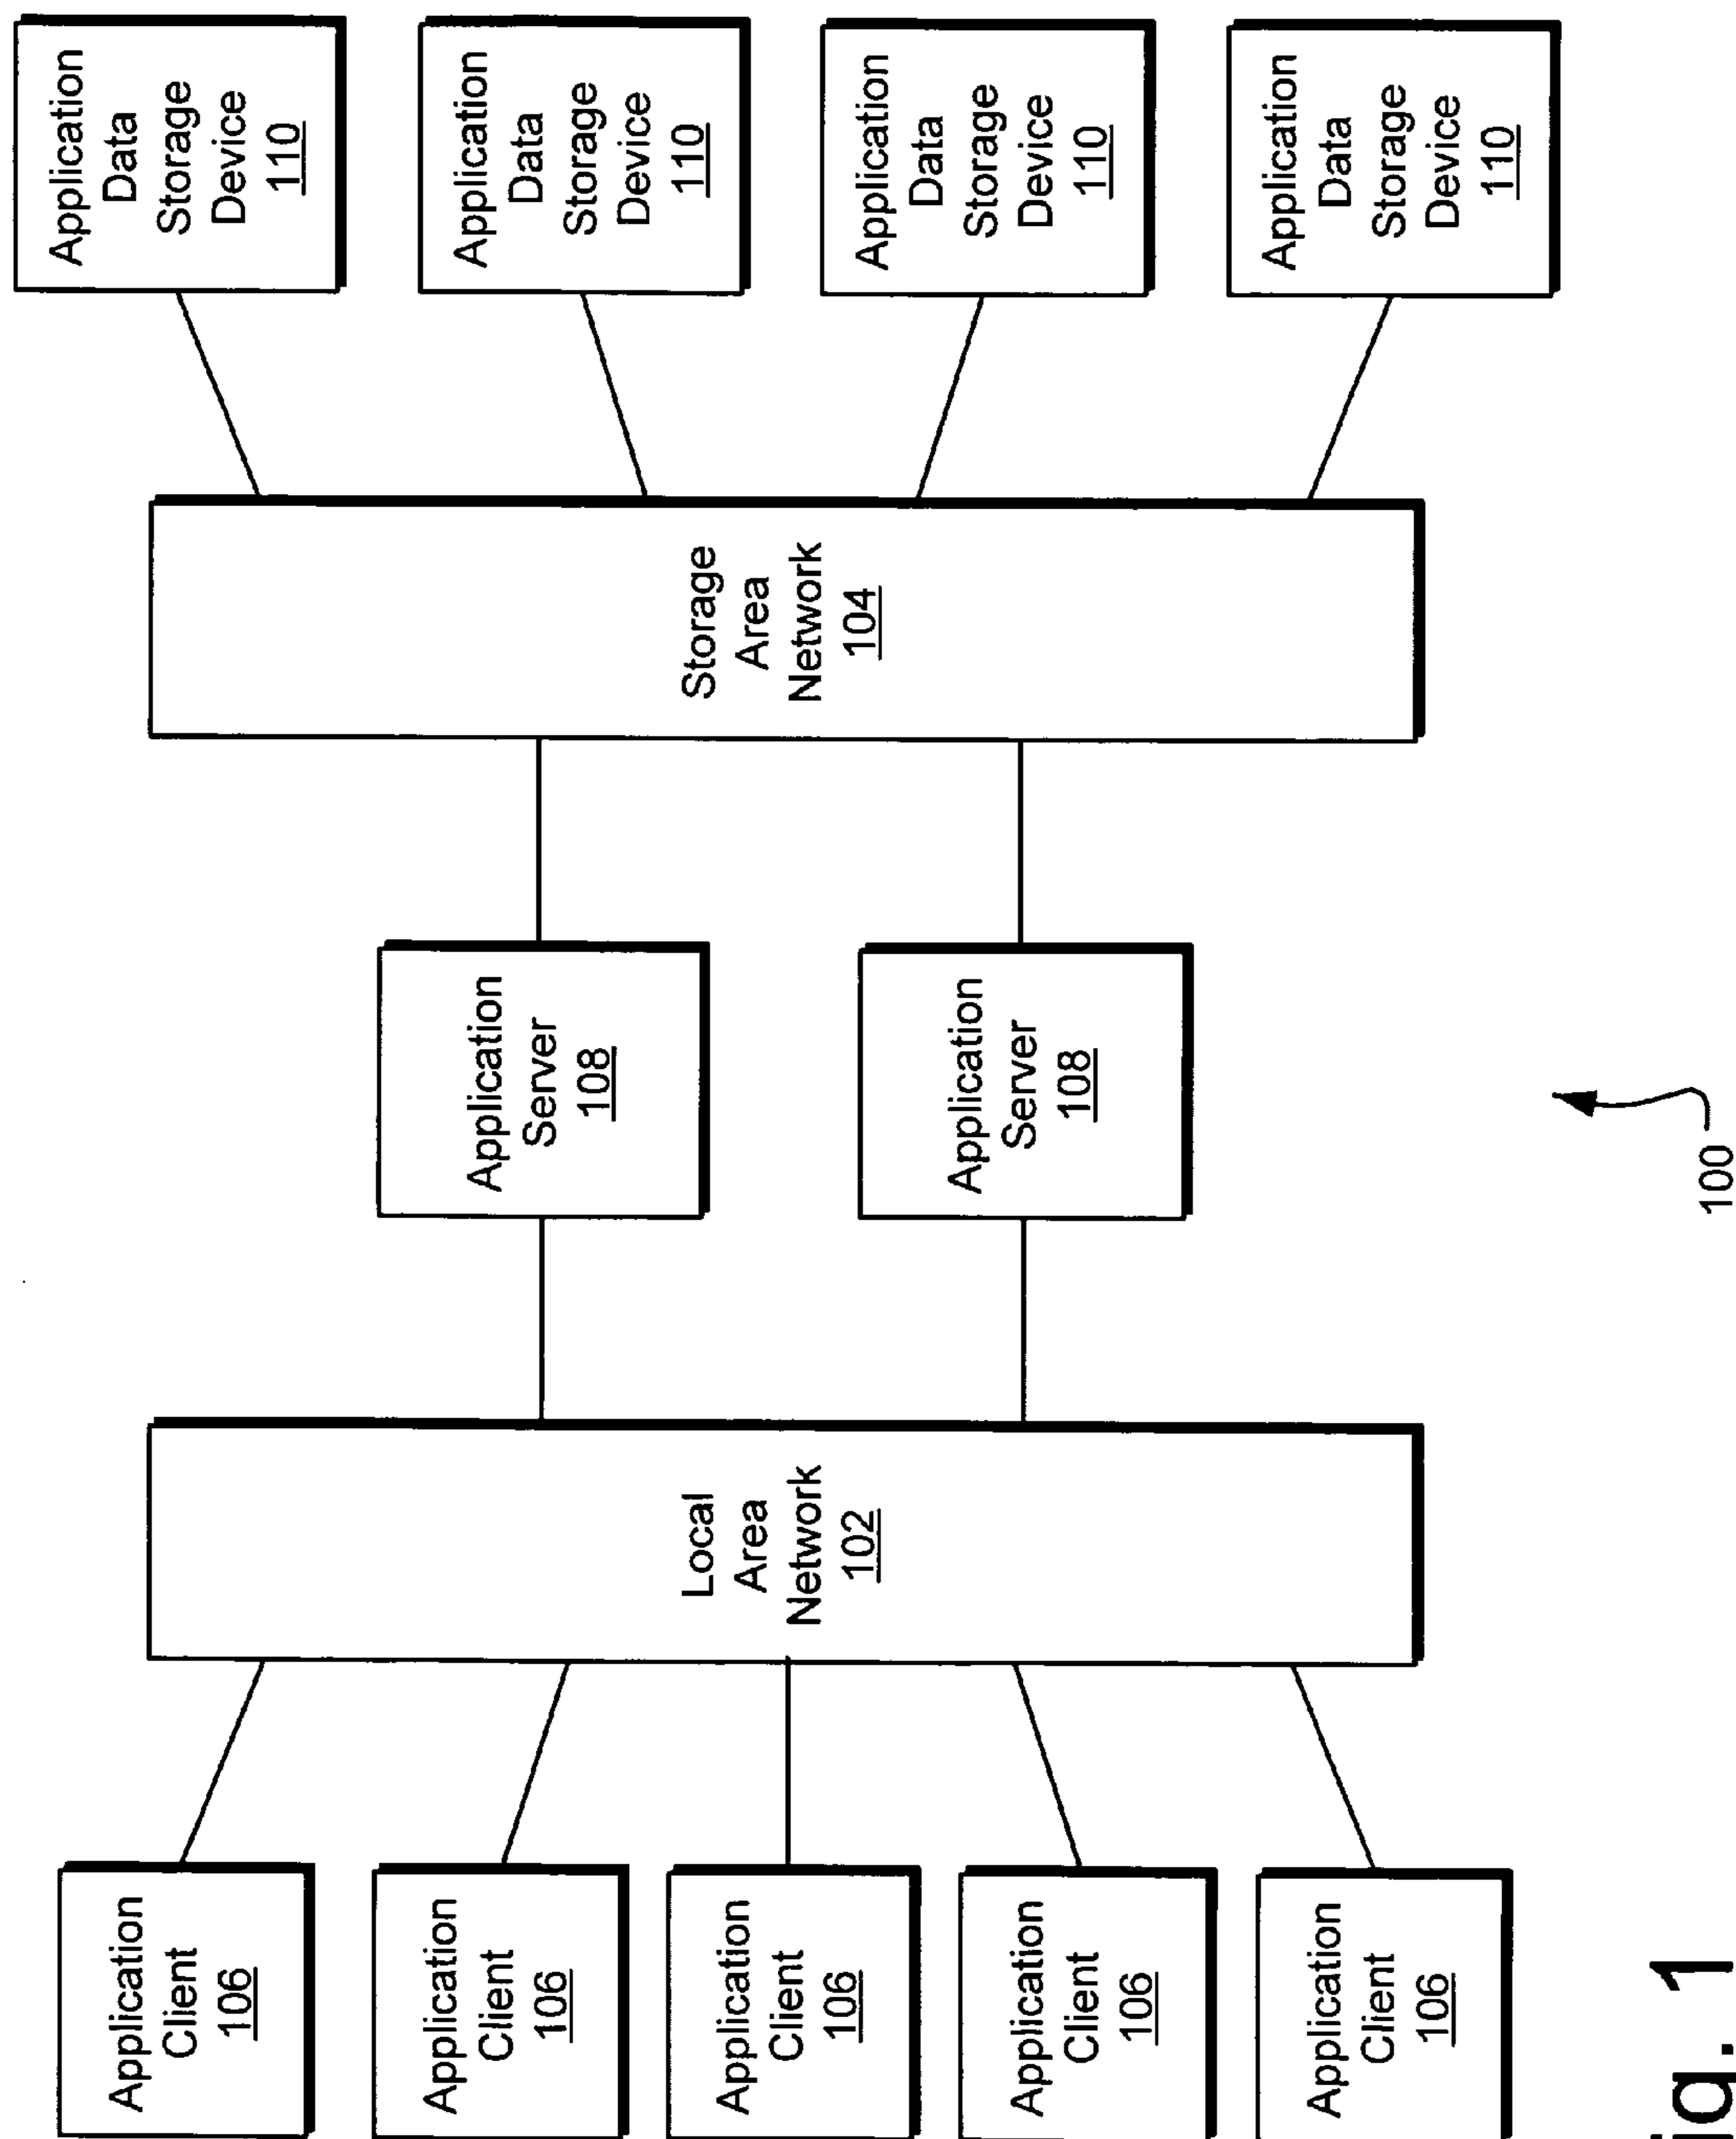 Application
Client
106
Application
Client
106
Application
Client
106
Application
Client
106
Application
Client
106
Local
Area
Network
102
Application
Server
108
Application
Server
108
Storage
Area
Network
104
Application
Data
Storage
Device
110
Application
Data
Storage
Device
110
Application
Data
Storage
Device
110
Application
Data
Storage
Device
110
100
ig. 1